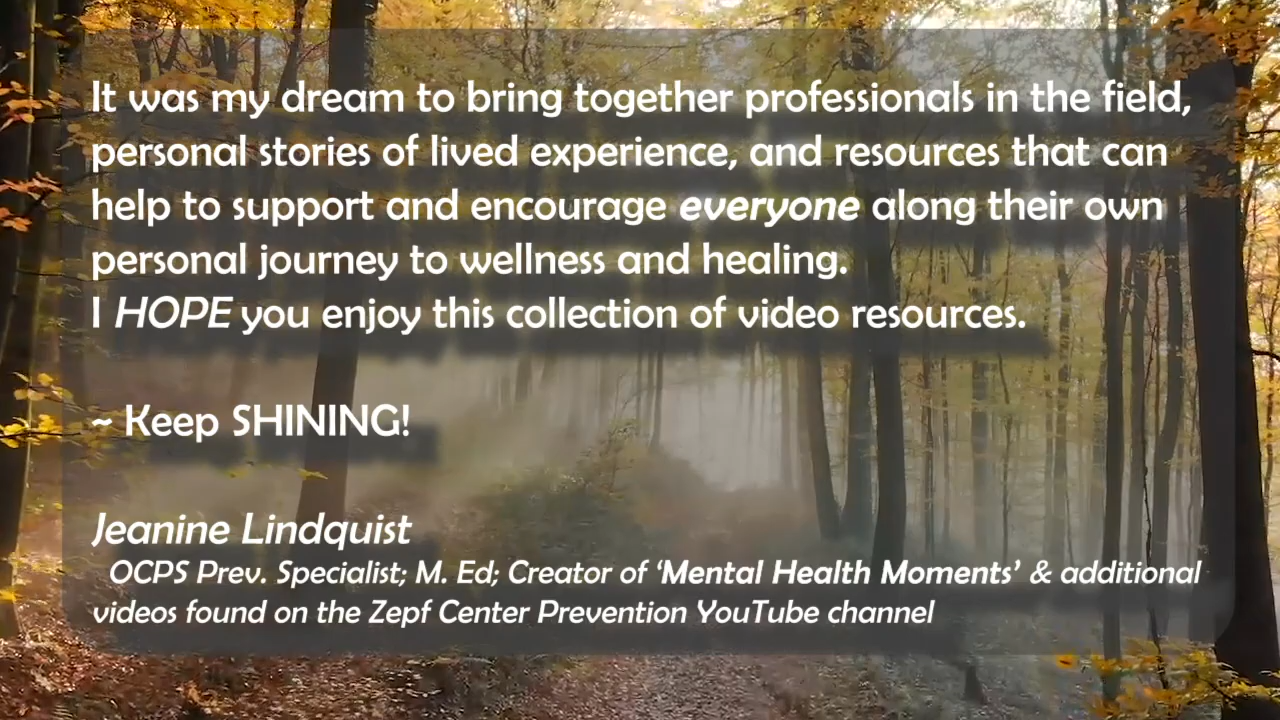 It was my dream to bring together professionals in the field,
personal stories of lived experience, and resources that can
help to support and encourage everyone along their own
personal journey to wellness and healing.
I HOPE you enjoy this collection of video resources.
~ Keep SHINING!
Jeanine Lindquist
OCPS Prev. Specialist; M. Ed; Creator of ‘Mental Health Moments’ & additional
videos found on the Zepf Center Prevention YouTube channel